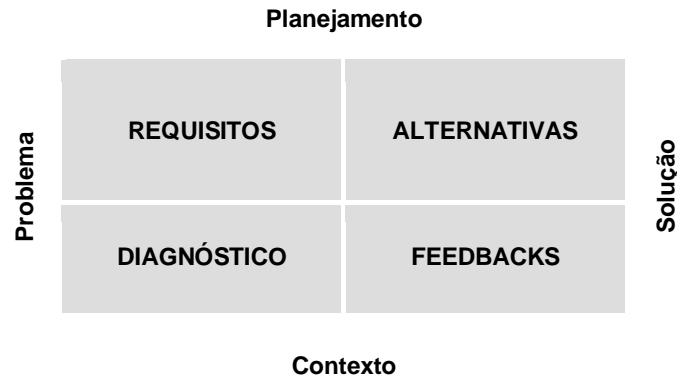 Planejamento
Problema
REQUISITOS
ALTERNATIVAS
Solução
DIAGNÓSTICO
FEEDBACKS
Contexto